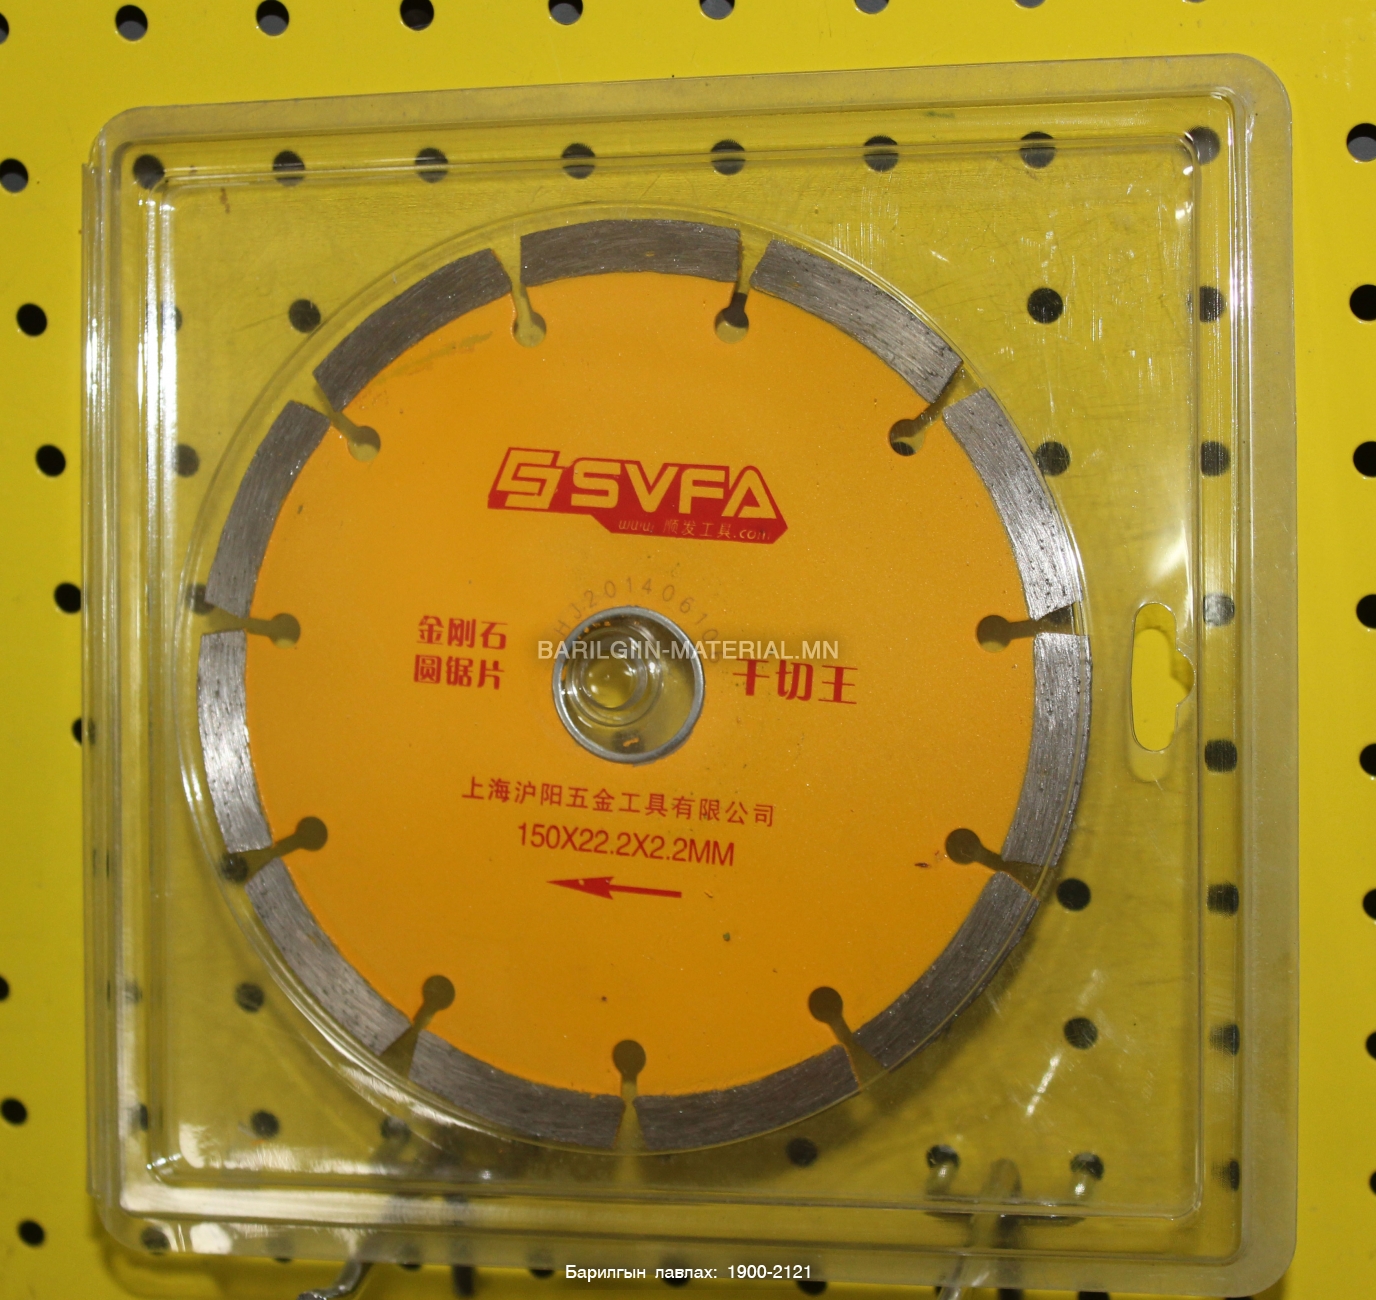 SVFA
www.顺发工具.com
HJ20140610
BARILGIIN-MATERIAL.MN
金刚石
圆锯片
干切王
上海沪阳五金工具有限公司
150X22.2X2.2MM
Барилгын лавлах: 1900-2121